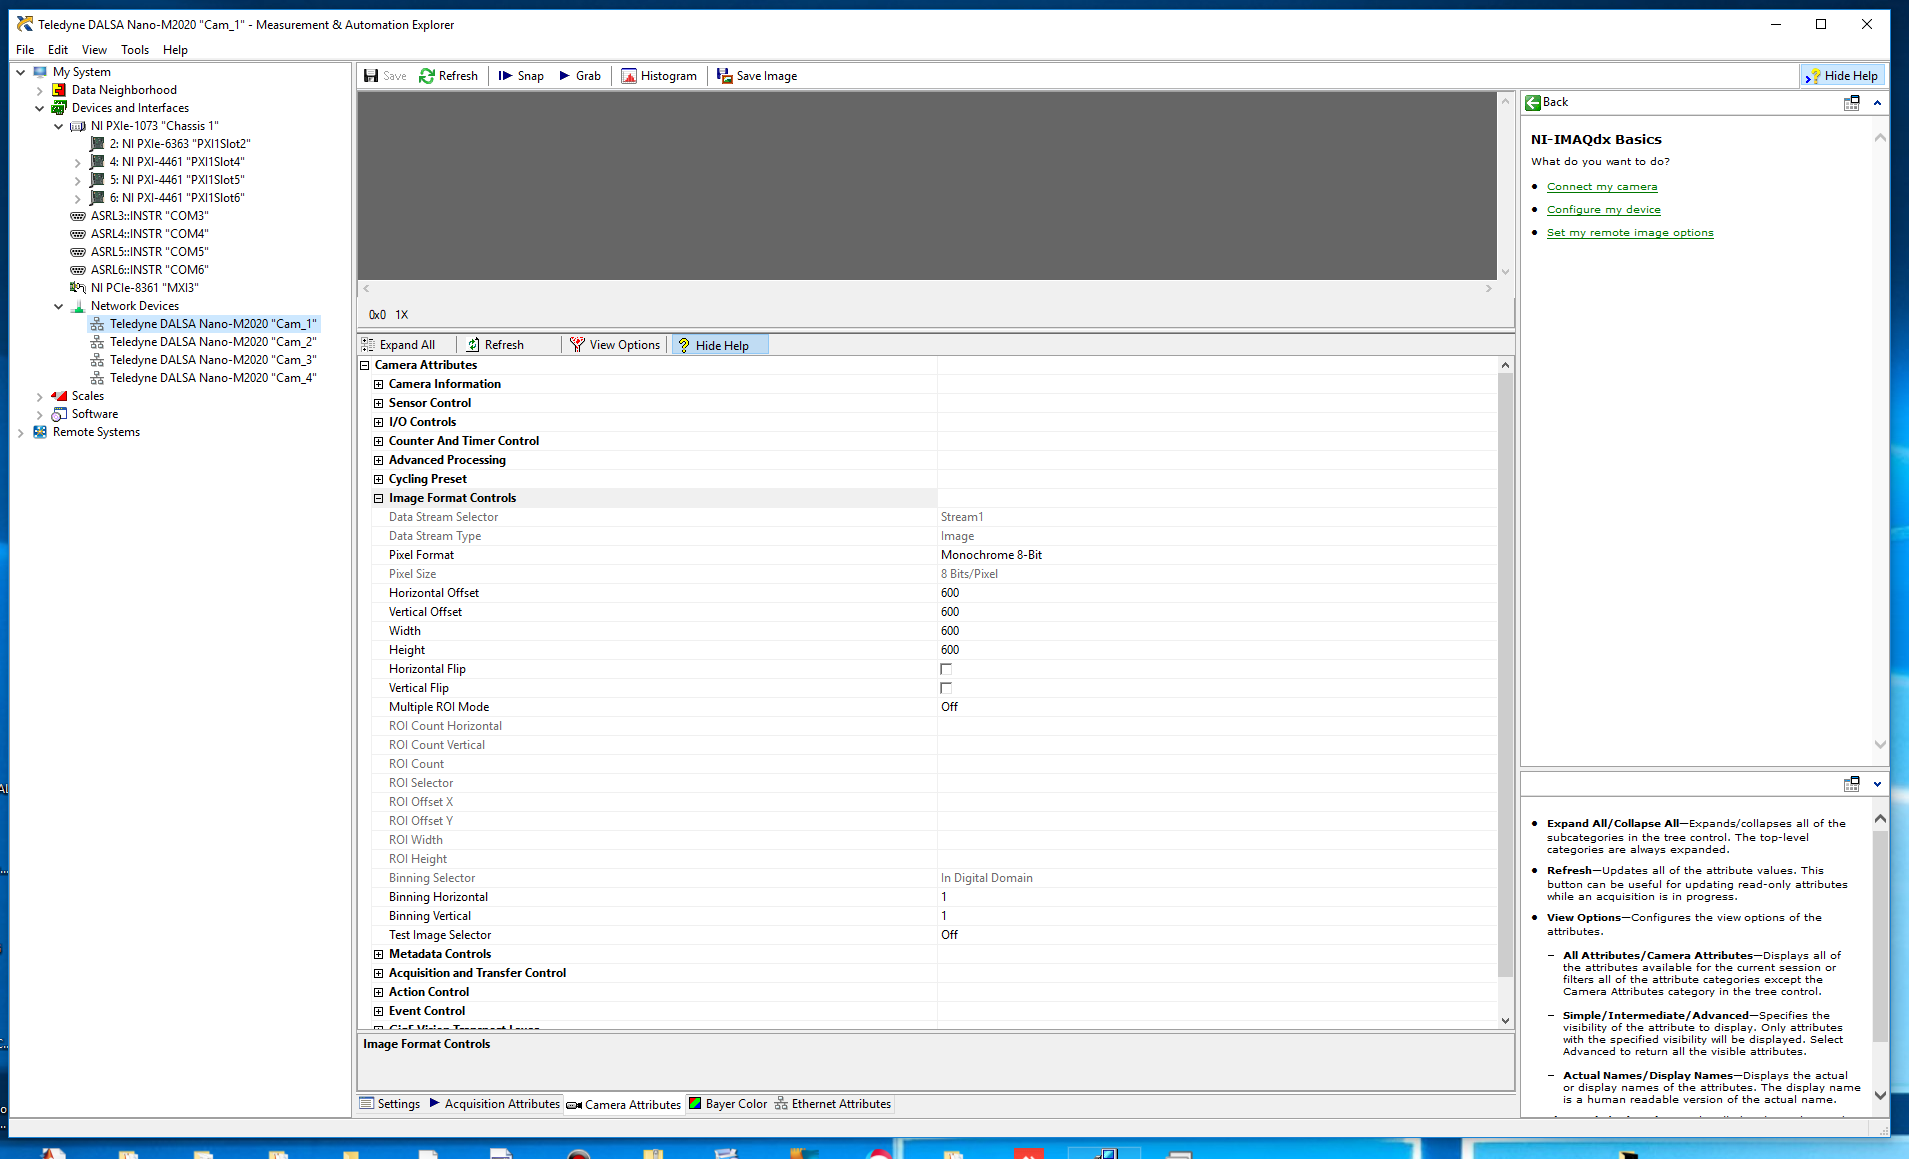 Teledyne DALSA Nano-M2020 "Cam_1" - Measurement & Automation Explorer
File Edit View Tools Help
My System
Data Neighborhood
Devices and Interfaces
NI PXIe-1073 "Chassis 1"
2: NI PXIe-6363 "PXI1Slot2"
4: NI PXI-4461 "PXI1Slot4"
5: NI PXI-4461 "PXI1Slot5"
6: NI PXI-4461 "PXI1Slot6"
ASRL3::INSTR "COM3"
ASRL4::INSTR "COM4"
ASRL5::INSTR "COM5"
ASRL6::INSTR "COM6"
NI PCIe-8361 "MXI3"
Network Devices
Teledyne DALSA Nano-M2020 "Cam_1"
Teledyne DALSA Nano-M2020 "Cam_2"
Teledyne DALSA Nano-M2020 "Cam_3"
Teledyne DALSA Nano-M2020 "Cam_4"
Scales
Software
Remote Systems
Save Refresh Snap Grab Histogram Save Image Hide Help
0x0 1X
Expand All Refresh View Options Hide Help
Camera Attributes
Camera Information
Sensor Control
I/O Controls
Counter And Timer Control
Advanced Processing
Cycling Preset
Image Format Controls
Data Stream Selector Stream1
Data Stream Type Image
Pixel Format Monochrome 8-Bit
Pixel Size 8 Bits/Pixel
Horizontal Offset 600
Vertical Offset 600
Width 600
Height 600
Horizontal Flip
Vertical Flip
Multiple ROI Mode Off
ROI Count Horizontal
ROI Count Vertical
ROI Count
ROI Selector
ROI Offset X
ROI Offset Y
ROI Width
ROI Height
Binning Selector In Digital Domain
Binning Horizontal 1
Binning Vertical 1
Test Image Selector Off
Metadata Controls
Acquisition and Transfer Control
Action Control
Event Control
GigE Vision Transport Layer
Image Format Controls
Settings Acquisition Attributes Camera Attributes Bayer Color Ethernet Attributes
Back
NI-IMAQdx Basics
What do you want to do?
• Connect my camera
• Configure my device
• Set my remote image options
• Expand All/Collapse All—Expands/collapses all of the
subcategories in the tree control. The top-level
categories are always expanded.
• Refresh—Updates all of the attribute values. This
button can be useful for updating read-only attributes
while an acquisition is in progress.
• View Options—Configures the view options of the
attributes.
– All Attributes/Camera Attributes—Displays all of
the attributes available for the current session or
filters all of the attribute categories except the
Camera Attributes category in the tree control.
– Simple/Intermediate/Advanced—Specifies the
visibility of the attribute to display. Only attributes
with the specified visibility will be displayed. Select
Advanced to return all the visible attributes.
– Actual Names/Display Names—Displays the actual
or display names of the attributes. The display name
is a human readable version of the actual name.